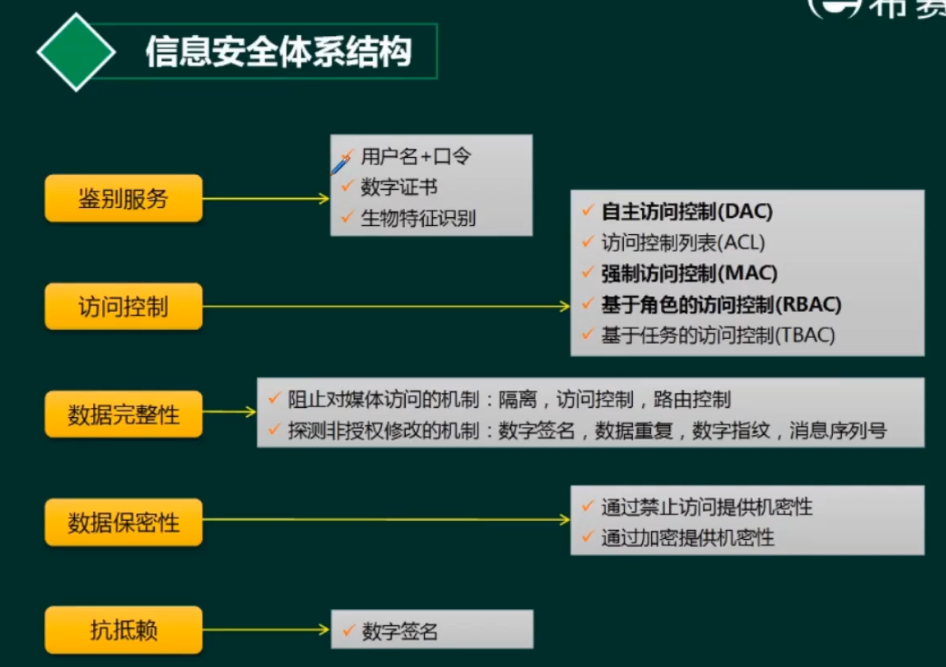 信息安全体系结构
鉴别服务
用户名+口令
数字证书
生物特征识别
访问控制
自主访问控制(DAC)
访问控制列表(ACL)
强制访问控制(MAC)
基于角色的访问控制(RBAC)
基于任务的访问控制(TBAC)
数据完整性
阻止对媒体访问的机制：隔离，访问控制，路由控制
探测非授权修改的机制：数字签名，数据重复，数字指纹，消息序列号
数据保密性
通过禁止访问提供机密性
通过加密提供机密性
抗抵赖
数字签名